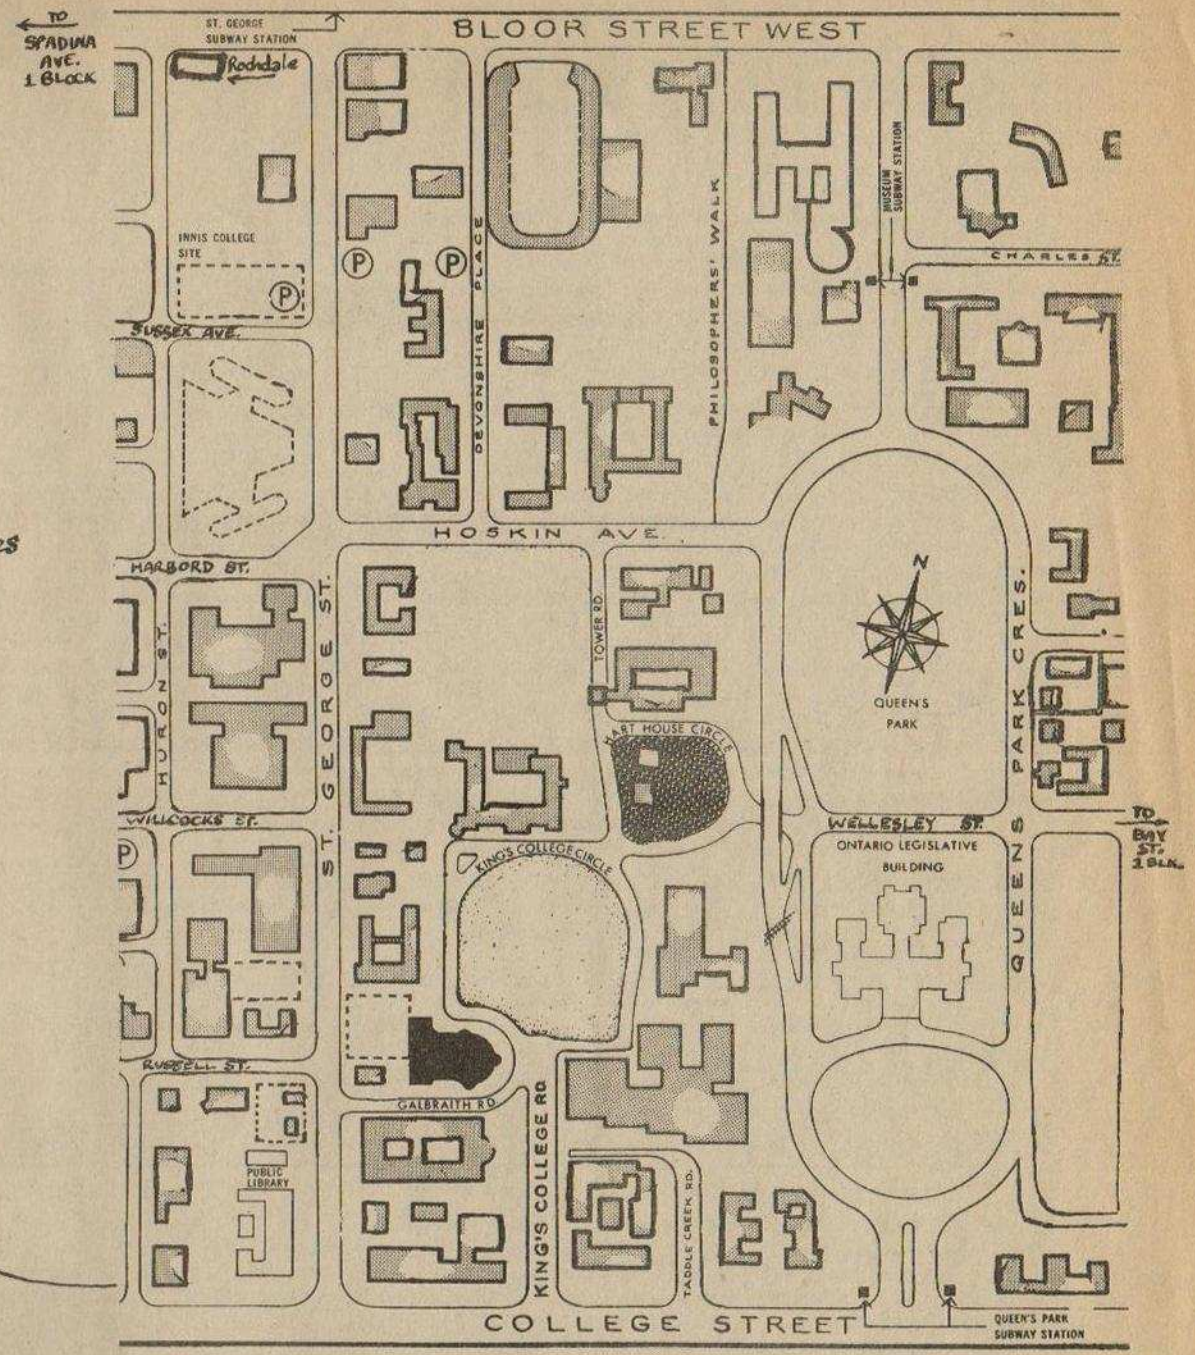 TO
SPADINA
AVE.
1 BLOCK
ST. GEORGE
SUBWAY STATION
BLOOR STREET WEST
Rochdale
MUSEUM
SUBWAY STATION
INNIS COLLEGE
SITE
P
P
P
DEVONSHIRE PLACE
PHILOSOPHERS' WALK
CHARLES ST.
SUSSEX AVE.
HOSKIN AVE.
es
HARBORD ST.
HURON ST.
ST. GEORGE ST.
TOWER RD.
N
QUEEN'S
PARK
QUEENS PARK CRES.
HART HOUSE CIRCLE
WILLCOCKS ST.
P
KING'S COLLEGE CIRCLE
WELLESLEY ST.
ONTARIO LEGISLATIVE
BUILDING
TO
BAY
ST.
1 BLK.
RUSSELL ST.
GALBRAITH RD.
KING'S COLLEGE RD.
TADDLE CREEK RD.
PUBLIC
LIBRARY
COLLEGE STREET
QUEEN'S PARK
SUBWAY STATION